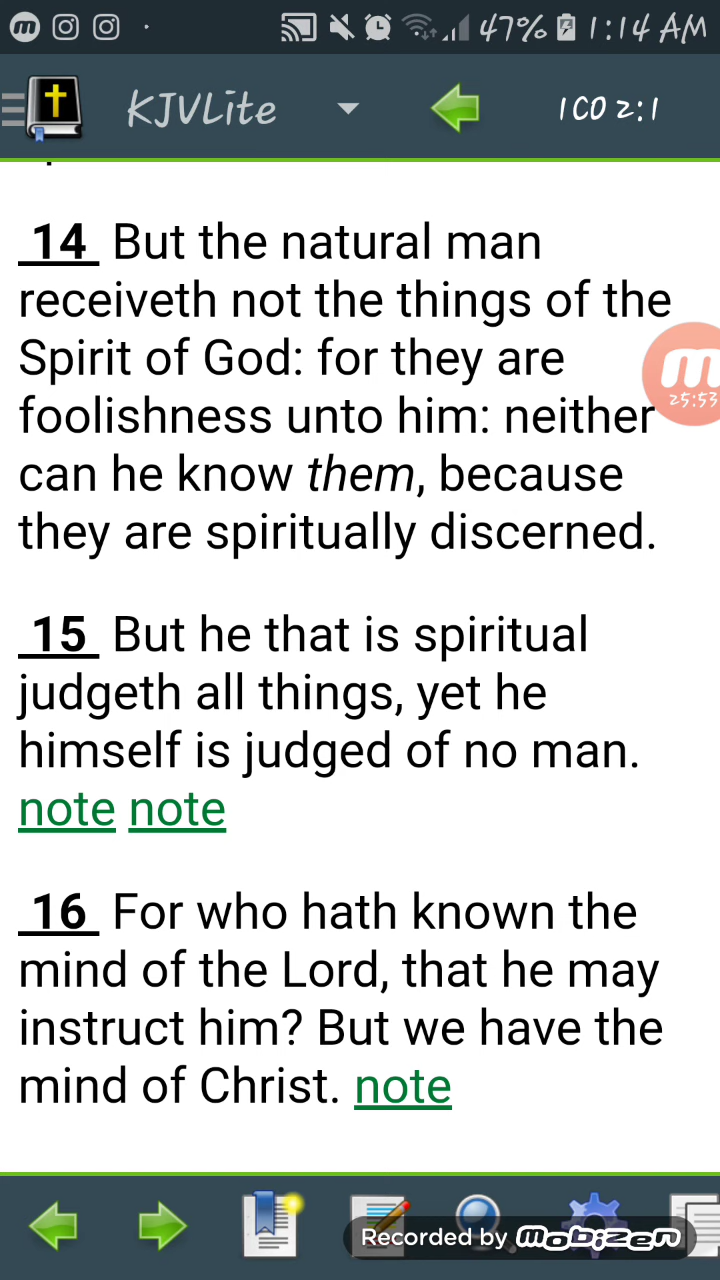 47% 1:14 AM
KJVLite 1CO 2:1
14 But the natural man
receiveth not the things of the
Spirit of God: for they are
foolishness unto him: neither
can he know them, because
they are spiritually discerned.
m
25:53
15 But he that is spiritual
judgeth all things, yet he
himself is judged of no man.
note note
16 For who hath known the
mind of the Lord, that he may
instruct him? But we have the
mind of Christ. note
Recorded by mobizen